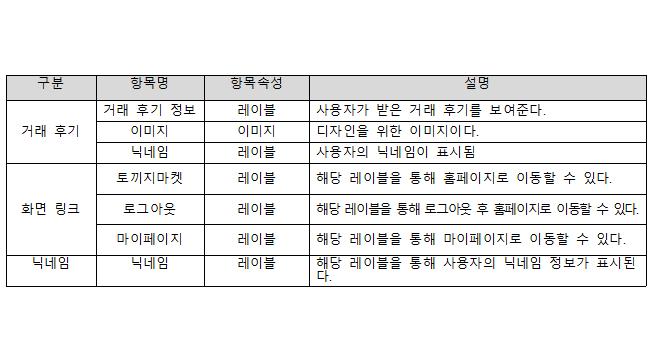 구분 항목명 항목속성 설명
거래 후기 거래 후기 정보 레이블 사용자가 받은 거래 후기를 보여준다.
이미지 이미지 디자인을 위한 이미지이다.
닉네임 레이블 사용자의 닉네임이 표시됨
화면 링크 토끼지마켓 레이블 해당 레이블을 통해 홈페이지로 이동할 수 있다.
로그아웃 레이블 해당 레이블을 통해 로그아웃 후 홈페이지로 이동할 수 있다.
마이페이지 레이블 해당 레이블을 통해 마이페이지로 이동할 수 있다.
닉네임 닉네임 레이블 해당 레이블을 통해 사용자의 닉네임 정보가 표시된
다.